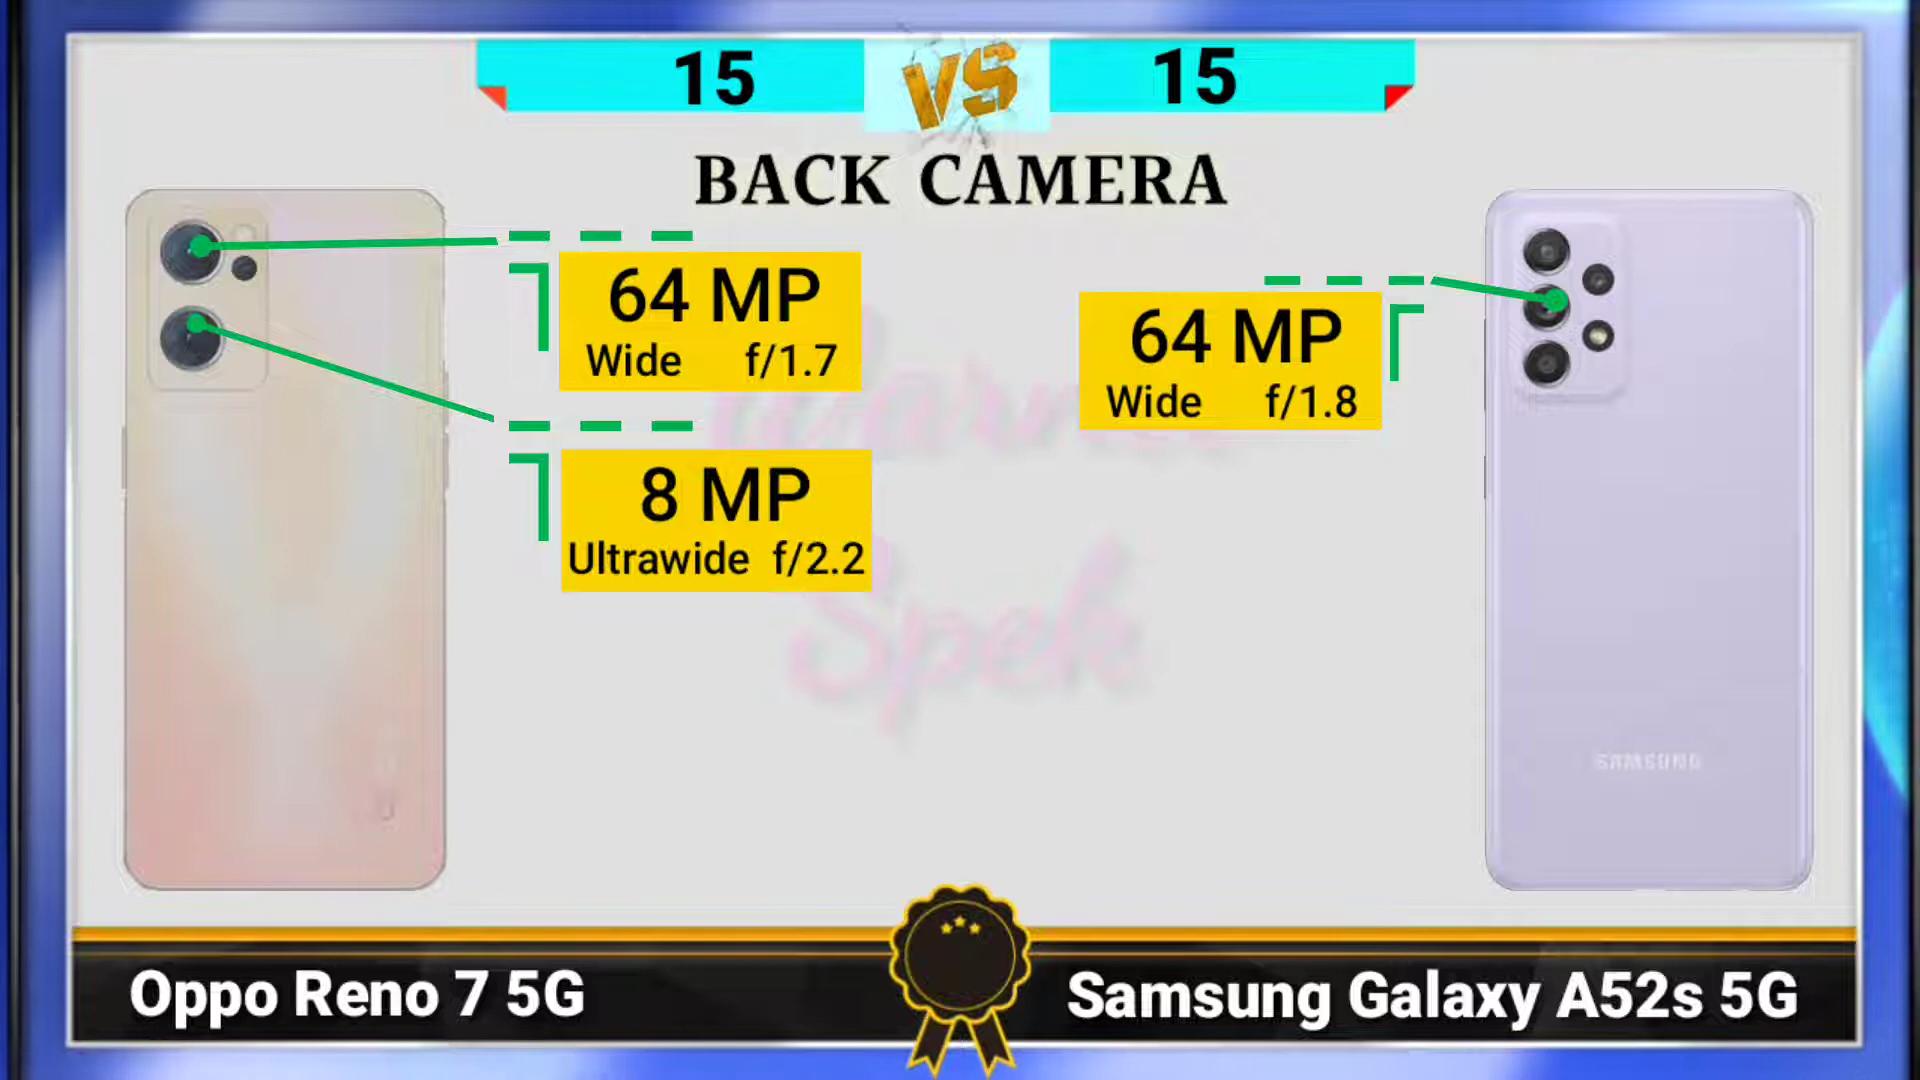 15 VS 15
BACK CAMERA
64 MP
Wide f/1.7
64 MP
Wide f/1.8
8 MP
Ultrawide f/2.2
Spek
SAMSUNG
Oppo Reno 7 5G
Samsung Galaxy A52s 5G